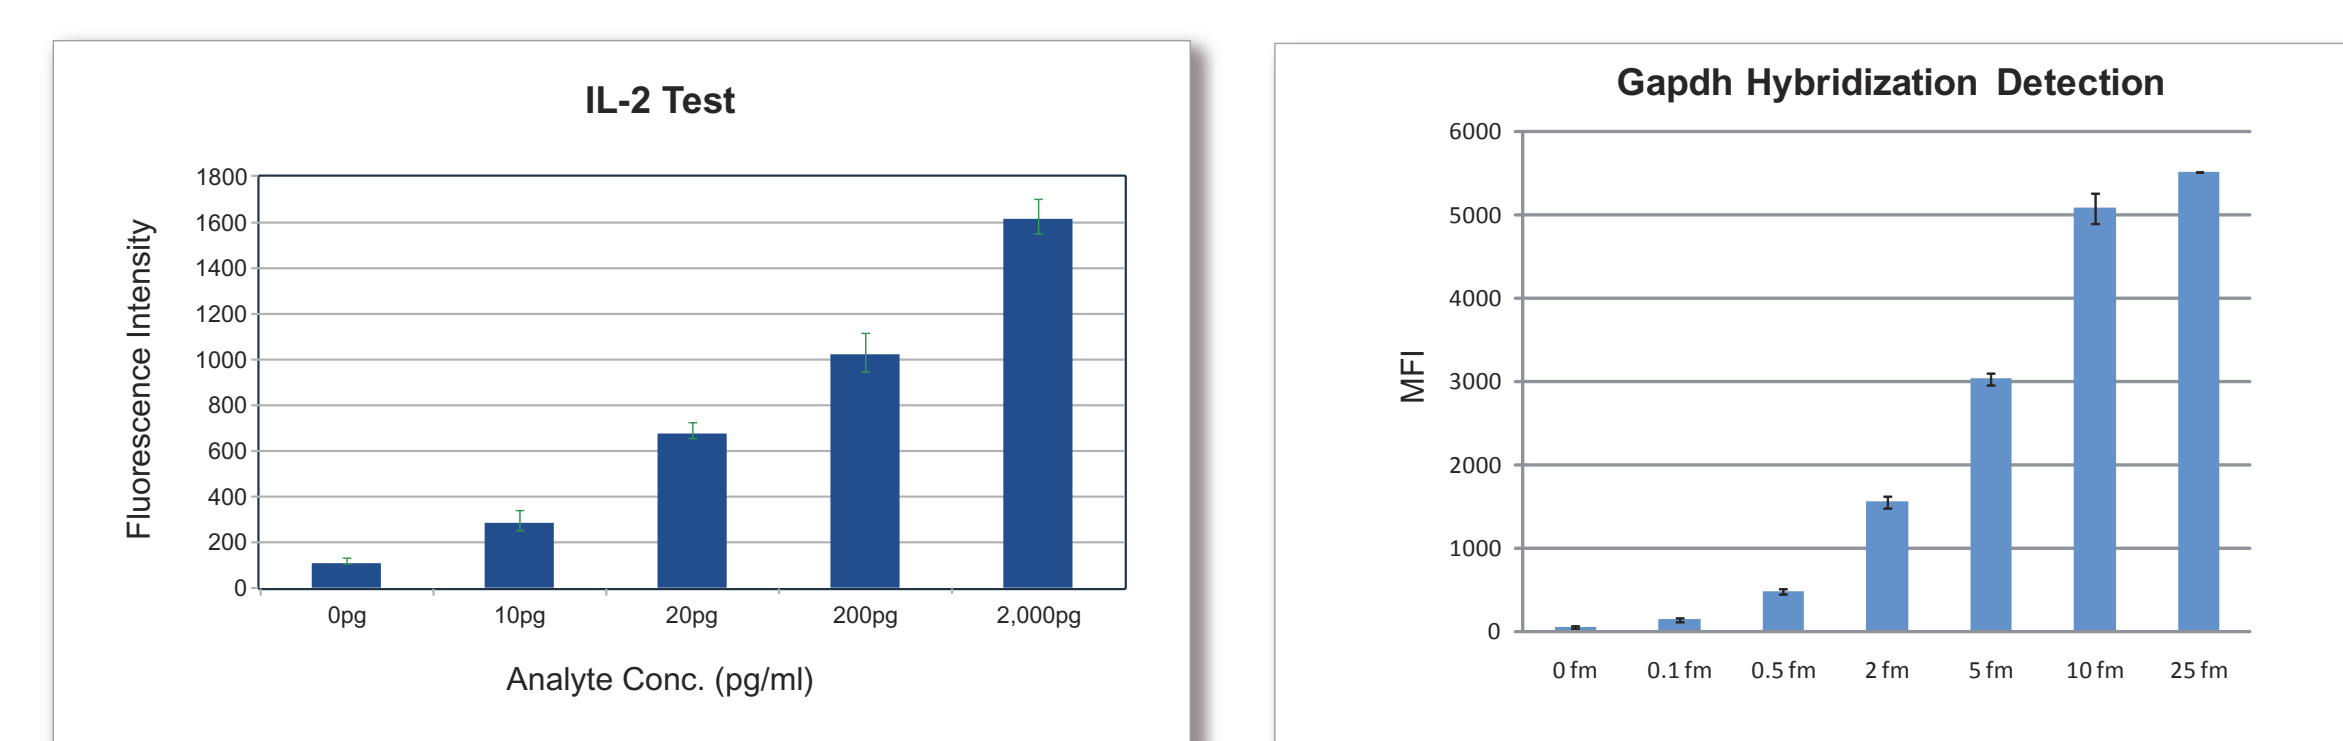 IL-2 Test
Fluorescence Intensity
1800
1600
1400
1200
1000
800
600
400
200
0
0pg 10pg 20pg 200pg 2,000pg
Analyte Conc. (pg/ml)
Gapdh Hybridization Detection
MFI
6000
5000
4000
3000
2000
1000
0
0 fm 0.1 fm 0.5 fm 2 fm 5 fm 10 fm 25 fm